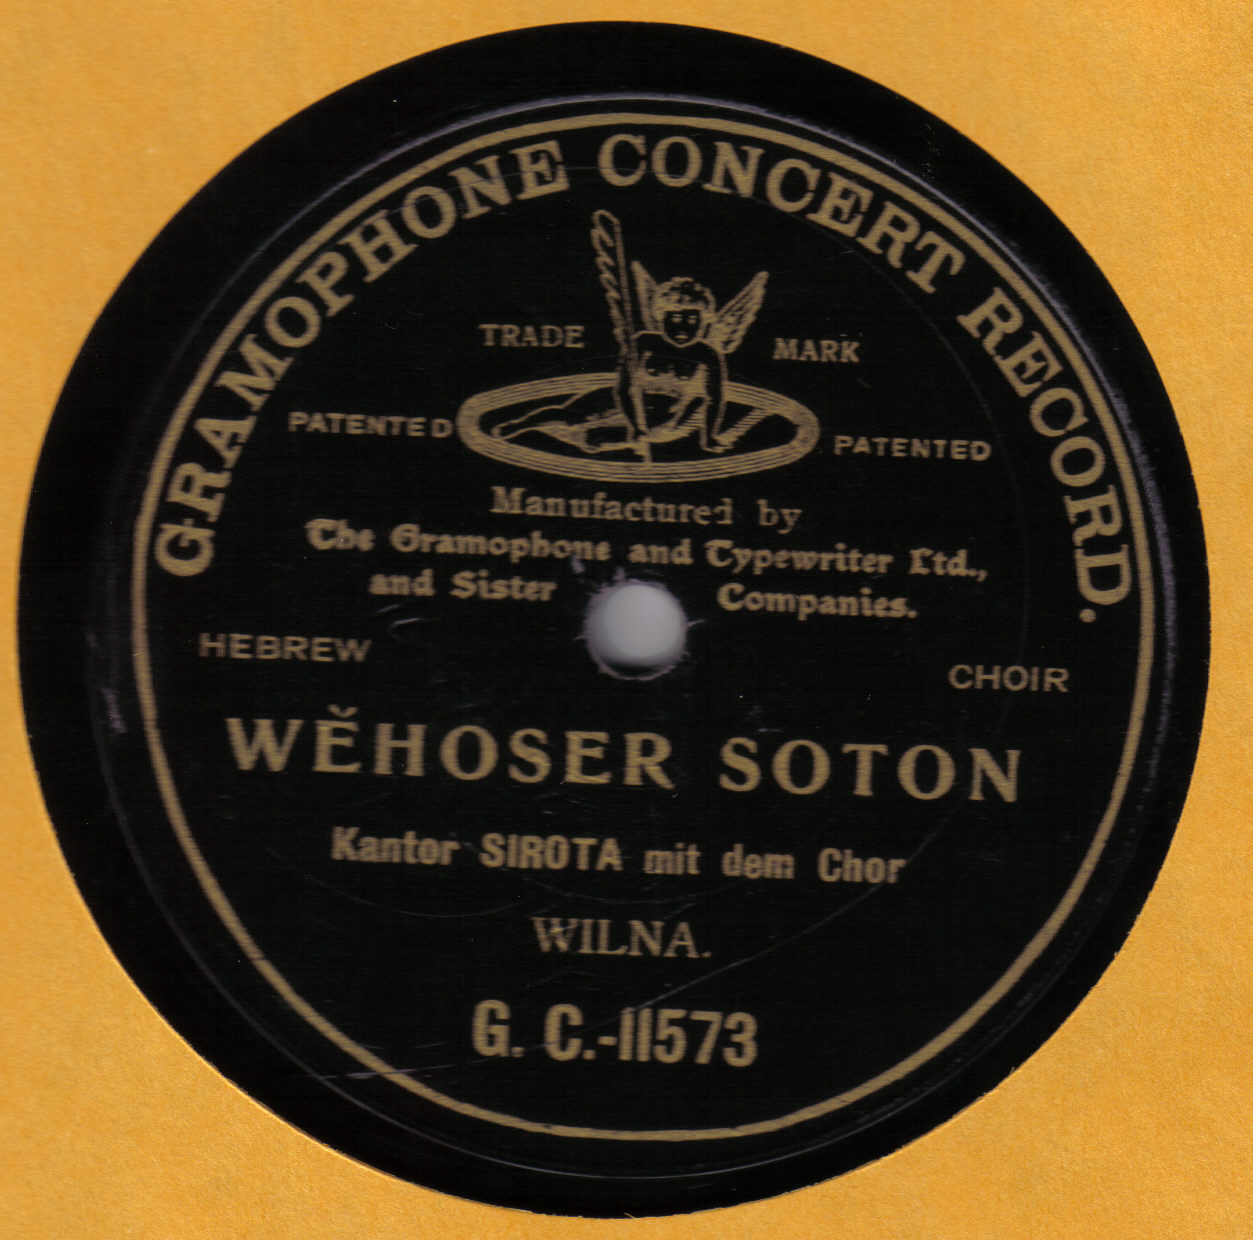 GRAMOPHONE CONCERT RECORD.
TRADE MARK
PATENTED PATENTED
Manufactured by
The Gramophone and Typewriter Ltd.,
and Sister Companies.
HEBREW CHOIR
WĚHOSER SOTON
Kantor SIROTA mit dem Chor
WILNA.
G. C.-11573